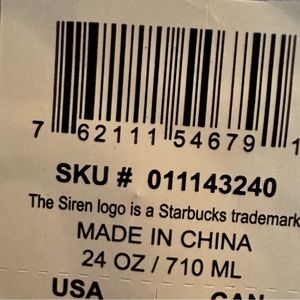 7 62111 54679 1
SKU # 011143240
The Siren logo is a Starbucks trademark
MADE IN CHINA
24 OZ / 710 ML
USA